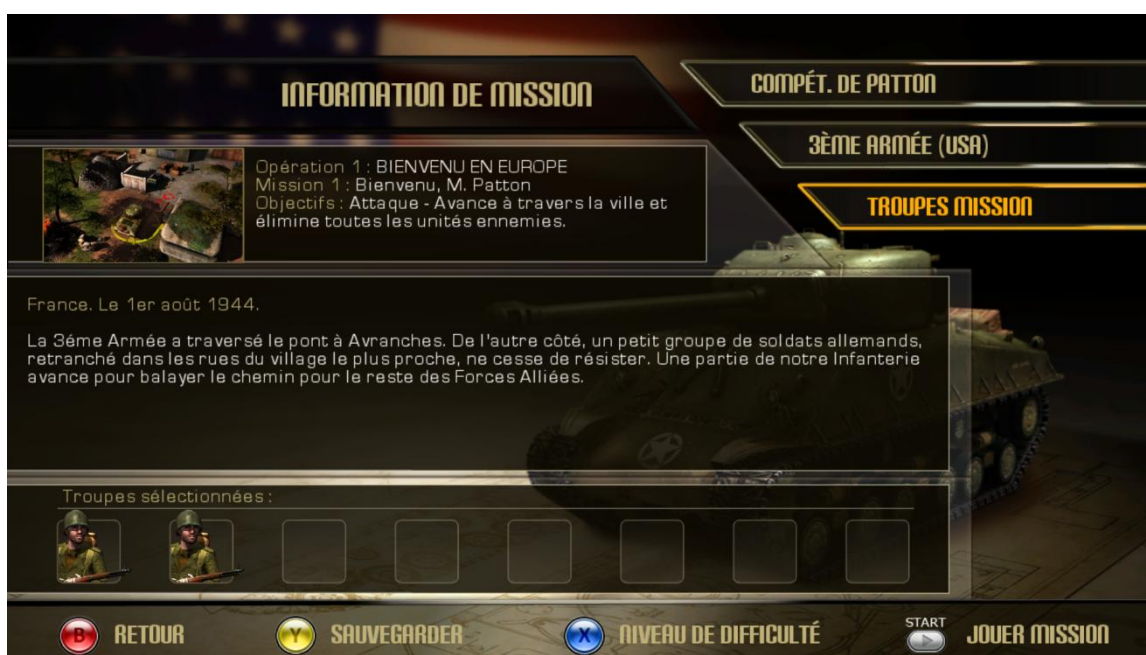 INFORMATION DE MISSION
COMPÉT. DE PATTON
3ÈME ARMÉE (USA)
TROUPES MISSION
Opération 1 : BIENVENU EN EUROPE
Mission 1 : Bienvenu, M. Patton
Objectifs : Attaque - Avance à travers la ville et
élimine toutes les unités ennemies.
France. Le 1er août 1944.
La 3éme Armée a traversé le pont à Avranches. De l'autre côté, un petit groupe de soldats allemands,
retranché dans les rues du village le plus proche, ne cesse de résister. Une partie de notre Infanterie
avance pour balayer le chemin pour le reste des Forces Alliées.
Troupes sélectionnées :
B RETOUR
Y SAUVEGARDER
X NIVEAU DE DIFFICULTÉ
START JOUER MISSION